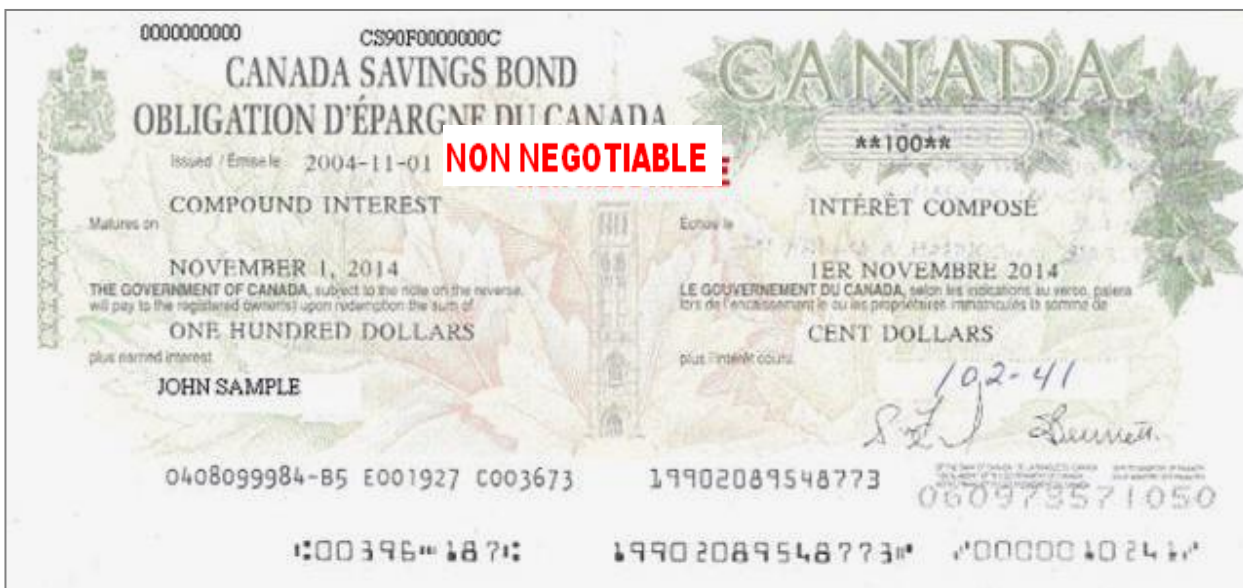 0000000000 CS90F0000000C
CANADA SAVINGS BOND
OBLIGATION D'ÉPARGNE DU CANADA
CANADA
**100**
Issued / Émise le 2004-11-01
NON NEGOTIABLE
COMPOUND INTEREST
Matures on
NOVEMBER 1, 2014
THE GOVERNMENT OF CANADA, subject to the note on the reverse,
will pay to the registered owner(s) upon redemption the sum of
ONE HUNDRED DOLLARS
plus earned interest.
JOHN SAMPLE
INTÉRÊT COMPOSÉ
Échoit le
1ER NOVEMBRE 2014
LE GOUVERNEMENT DU CANADA, selon les indications au verso, paiera
lors de l'encaissement le ou les propriétaires immatriculés la somme de
CENT DOLLARS
plus l'intérêt couru.
102-41
Bennett
0408099984-B5 E001927 C003673 19902089548773
060979571050
00396 187 19902089548773 0000010241